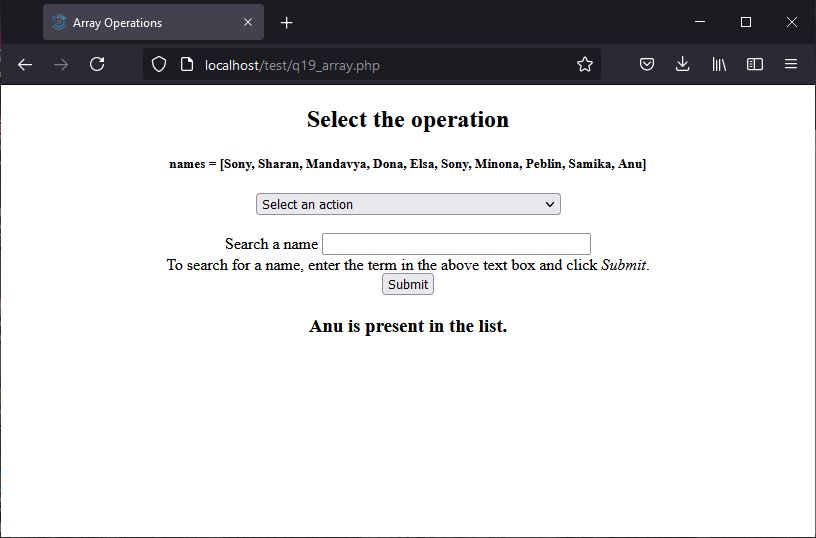 Array Operations
localhost/test/q19_array.php
Select the operation
names = [Sony, Sharan, Mandavya, Dona, Elsa, Sony, Minona, Peblin, Samika, Anu]
Select an action
Search a name
To search for a name, enter the term in the above text box and click Submit.
Submit
Anu is present in the list.